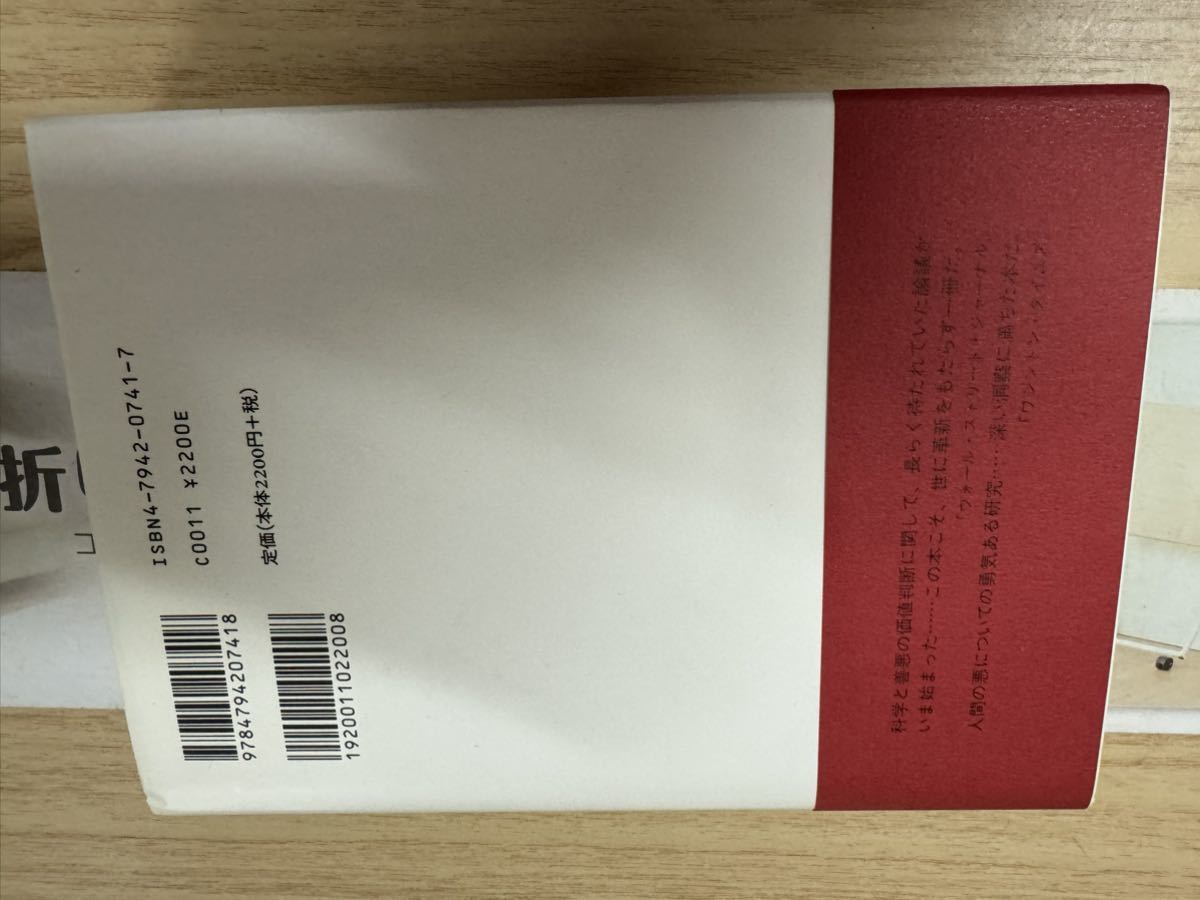 ISBN4-7942-0741-7
C0011 ¥2200E
定価(本体2200円+税)
9784794207418
1920011022008
科学と善悪の価値判断に関して、長らく待たれていた論議が
いま始まった……この本こそ、世に革新をもたらす一冊だ。
「ウォール・ストリート・ジャーナル」
人間の悪についての勇気ある研究……深い洞察に満ちた本だ。
「ワシントン・タイムズ」
折